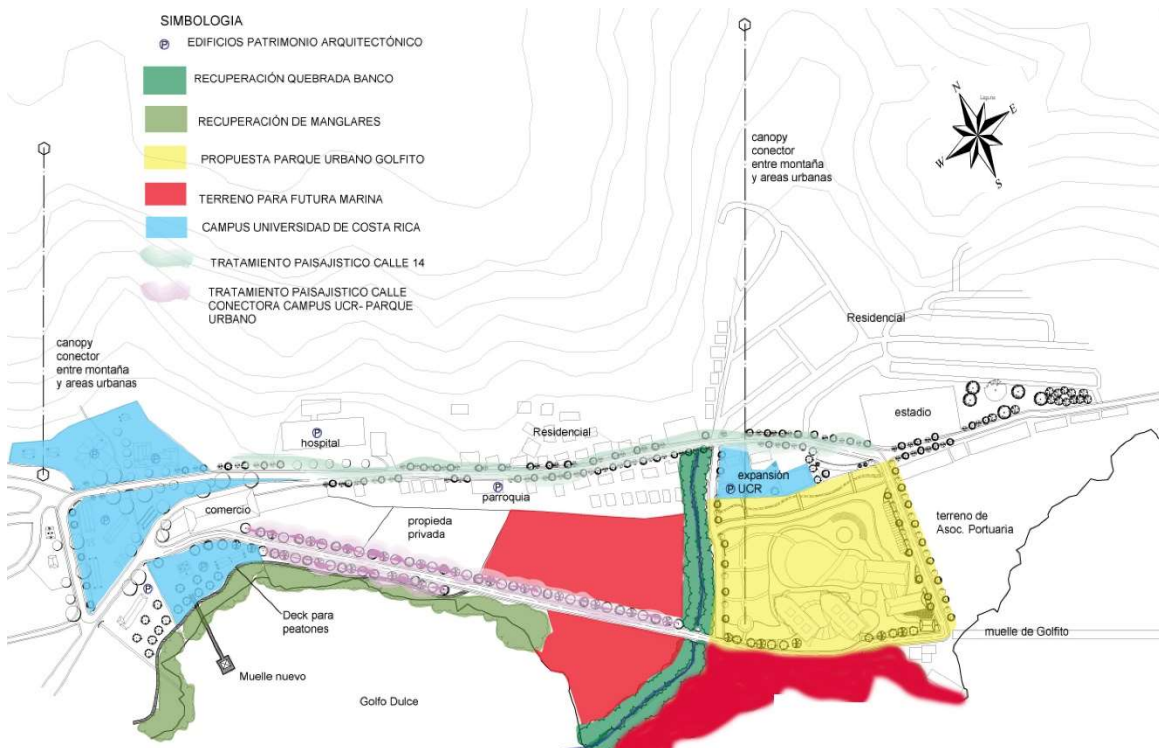 SIMBOLOGIA
P EDIFICIOS PATRIMONIO ARQUITECTÓNICO
RECUPERACIÓN QUEBRADA BANCO
RECUPERACIÓN DE MANGLARES
PROPUESTA PARQUE URBANO GOLFITO
TERRENO PARA FUTURA MARINA
CAMPUS UNIVERSIDAD DE COSTA RICA
TRATAMIENTO PAISAJISTICO CALLE 14
TRATAMIENTO PAISAJISTICO CALLE
CONECTORA CAMPUS UCR- PARQUE
URBANO
canopy
conector
entre montaña
y areas urbanas
N
E
W
S
canopy
conector
entre montaña
y areas urbanas
Residencial
estadio
P
hospital
Residencial
P
expansión
P UCR
parroquia
P
comercio
propieda
privada
terreno de
Asoc. Portuaria
P
Deck para
peatones
muelle de Golfito
Muelle nuevo
Golfo Dulce